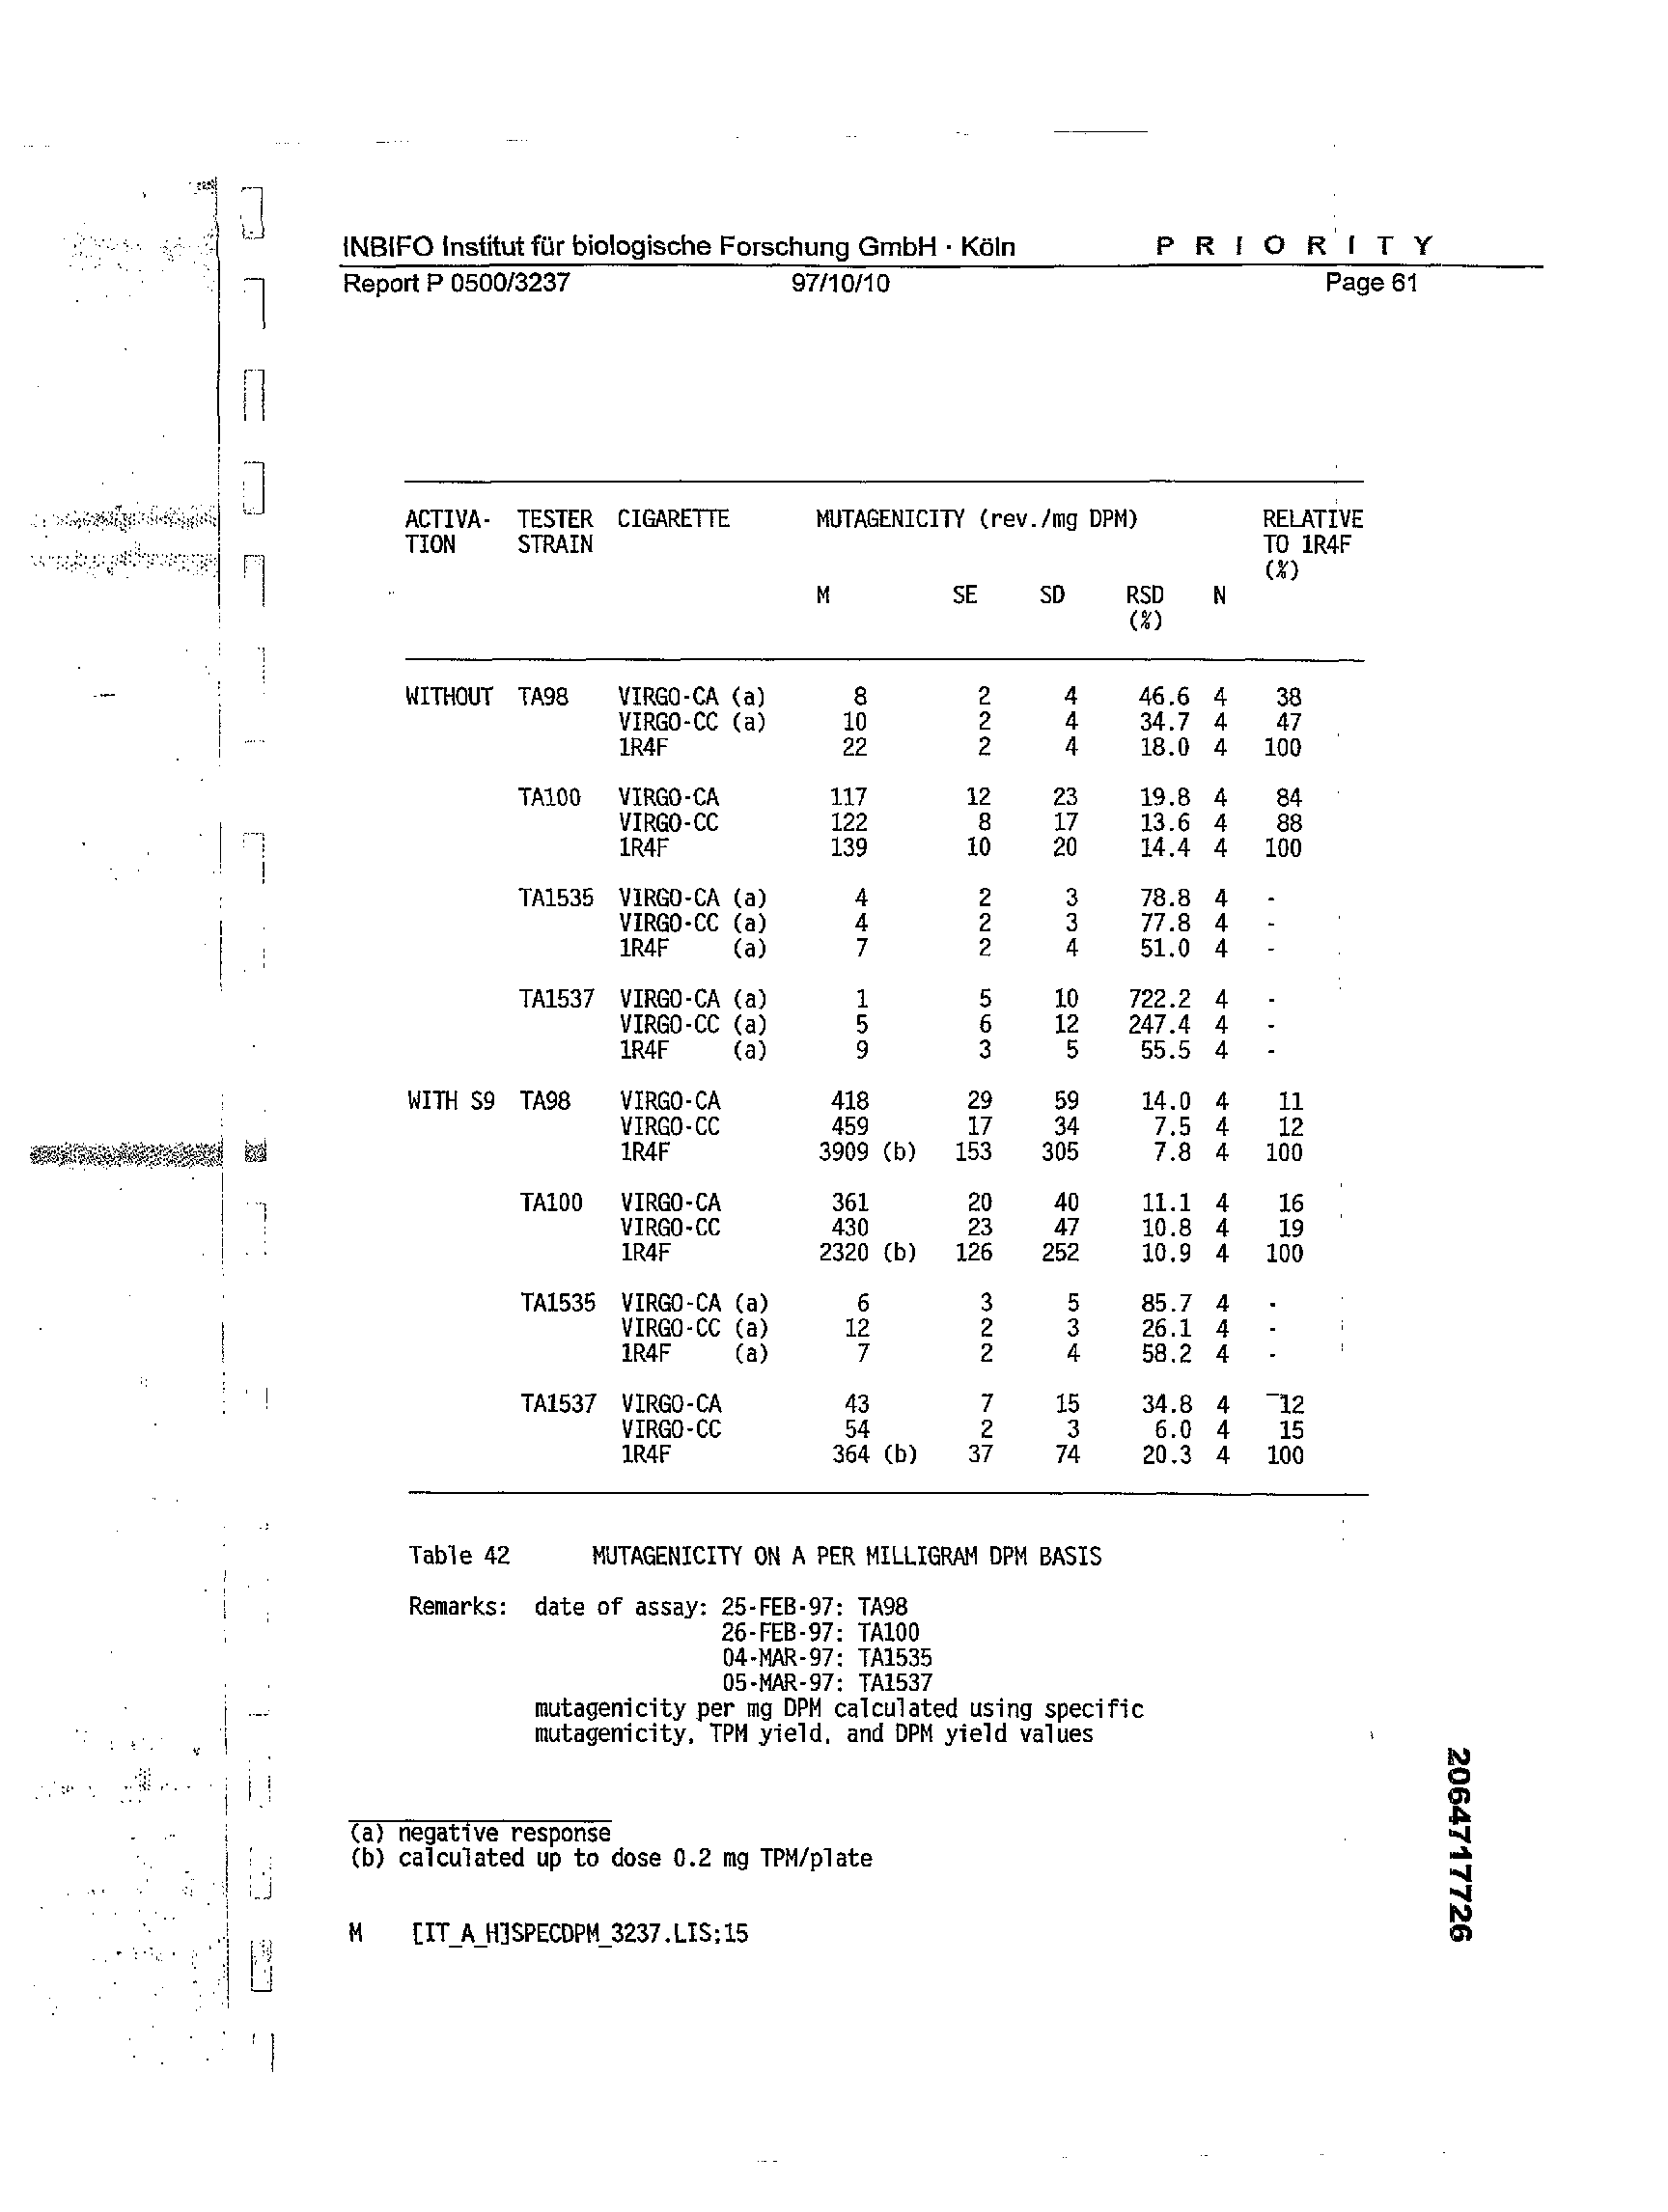 INBIFO Institut für biologische Forschung GmbH · Köln P R I O R I T Y
Report P 0500/3237 97/10/10 Page 61
ACTIVA- TESTER CIGARETTE MUTAGENICITY (rev./mg DPM) RELATIVE
TION STRAIN TO 1R4F
(%)
M SE SD RSD N
(%)
WITHOUT TA98 VIRGO-CA (a) 8 2 4 46.6 4 38
VIRGO-CC (a) 10 2 4 34.7 4 47
1R4F 22 2 4 18.0 4 100
TA100 VIRGO-CA 117 12 23 19.8 4 84
VIRGO-CC 122 8 17 13.6 4 88
1R4F 139 10 20 14.4 4 100
TA1535 VIRGO-CA (a) 4 2 3 78.8 4 -
VIRGO-CC (a) 4 2 3 77.8 4 -
1R4F (a) 7 2 4 51.0 4 -
TA1537 VIRGO-CA (a) 1 5 10 722.2 4 -
VIRGO-CC (a) 5 6 12 247.4 4 -
1R4F (a) 9 3 5 55.5 4 -
WITH S9 TA98 VIRGO-CA 418 29 59 14.0 4 11
VIRGO-CC 459 17 34 7.5 4 12
1R4F 3909 (b) 153 305 7.8 4 100
TA100 VIRGO-CA 361 20 40 11.1 4 16
VIRGO-CC 430 23 47 10.8 4 19
1R4F 2320 (b) 126 252 10.9 4 100
TA1535 VIRGO-CA (a) 6 3 5 85.7 4 -
VIRGO-CC (a) 12 2 3 26.1 4 -
1R4F (a) 7 2 4 58.2 4 -
TA1537 VIRGO-CA 43 7 15 34.8 4 12
VIRGO-CC 54 2 3 6.0 4 15
1R4F 364 (b) 37 74 20.3 4 100
Table 42 MUTAGENICITY ON A PER MILLIGRAM DPM BASIS
Remarks: date of assay: 25-FEB-97: TA98
26-FEB-97: TA100
04-MAR-97: TA1535
05-MAR-97: TA1537
mutagenicity per mg DPM calculated using specific
mutagenicity, TPM yield, and DPM yield values
(a) negative response
(b) calculated up to dose 0.2 mg TPM/plate
M [IT_A_H]SPECDPM_3237.LIS;15
2064717726